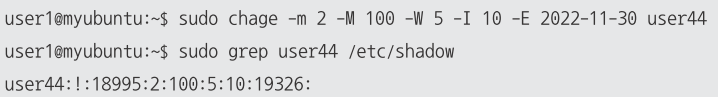 user1@myubuntu:~$ sudo chage -m 2 -M 100 -W 5 -I 10 -E 2022-11-30 user44
user1@myubuntu:~$ sudo grep user44 /etc/shadow
user44:!:18995:2:100:5:10:19326: